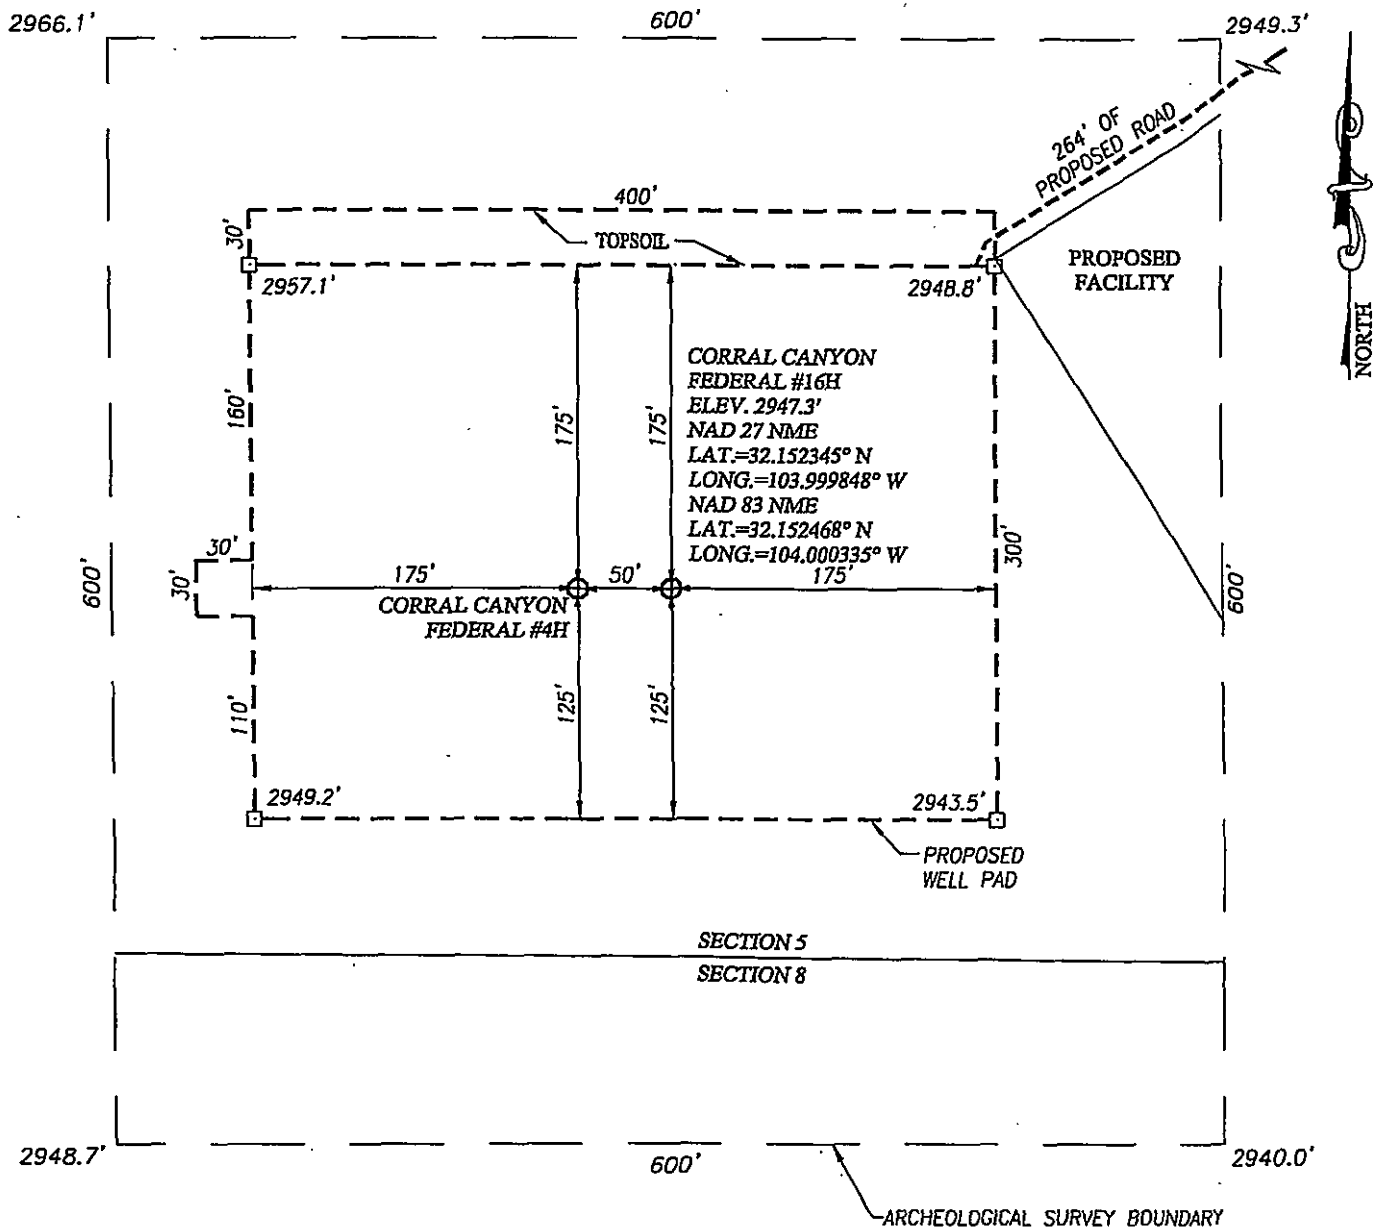 2966.1'
600'
2949.3'
264' OF
PROPOSED ROAD
400'
30'
TOPSOIL
PROPOSED
FACILITY
NORTH
2957.1'
2948.8'
CORRAL CANYON
FEDERAL #16H
ELEV. 2947.3'
NAD 27 NME
LAT.=32.152345° N
LONG.=103.999848° W
NAD 83 NME
LAT.=32.152468° N
LONG.=104.000335° W
160'
175'
175'
300'
30'
30'
600'
175'
50'
175'
600'
CORRAL CANYON
FEDERAL #4H
110'
125'
125'
2949.2'
2943.5'
PROPOSED
WELL PAD
SECTION 5
SECTION 8
2948.7'
600'
2940.0'
ARCHEOLOGICAL SURVEY BOUNDARY